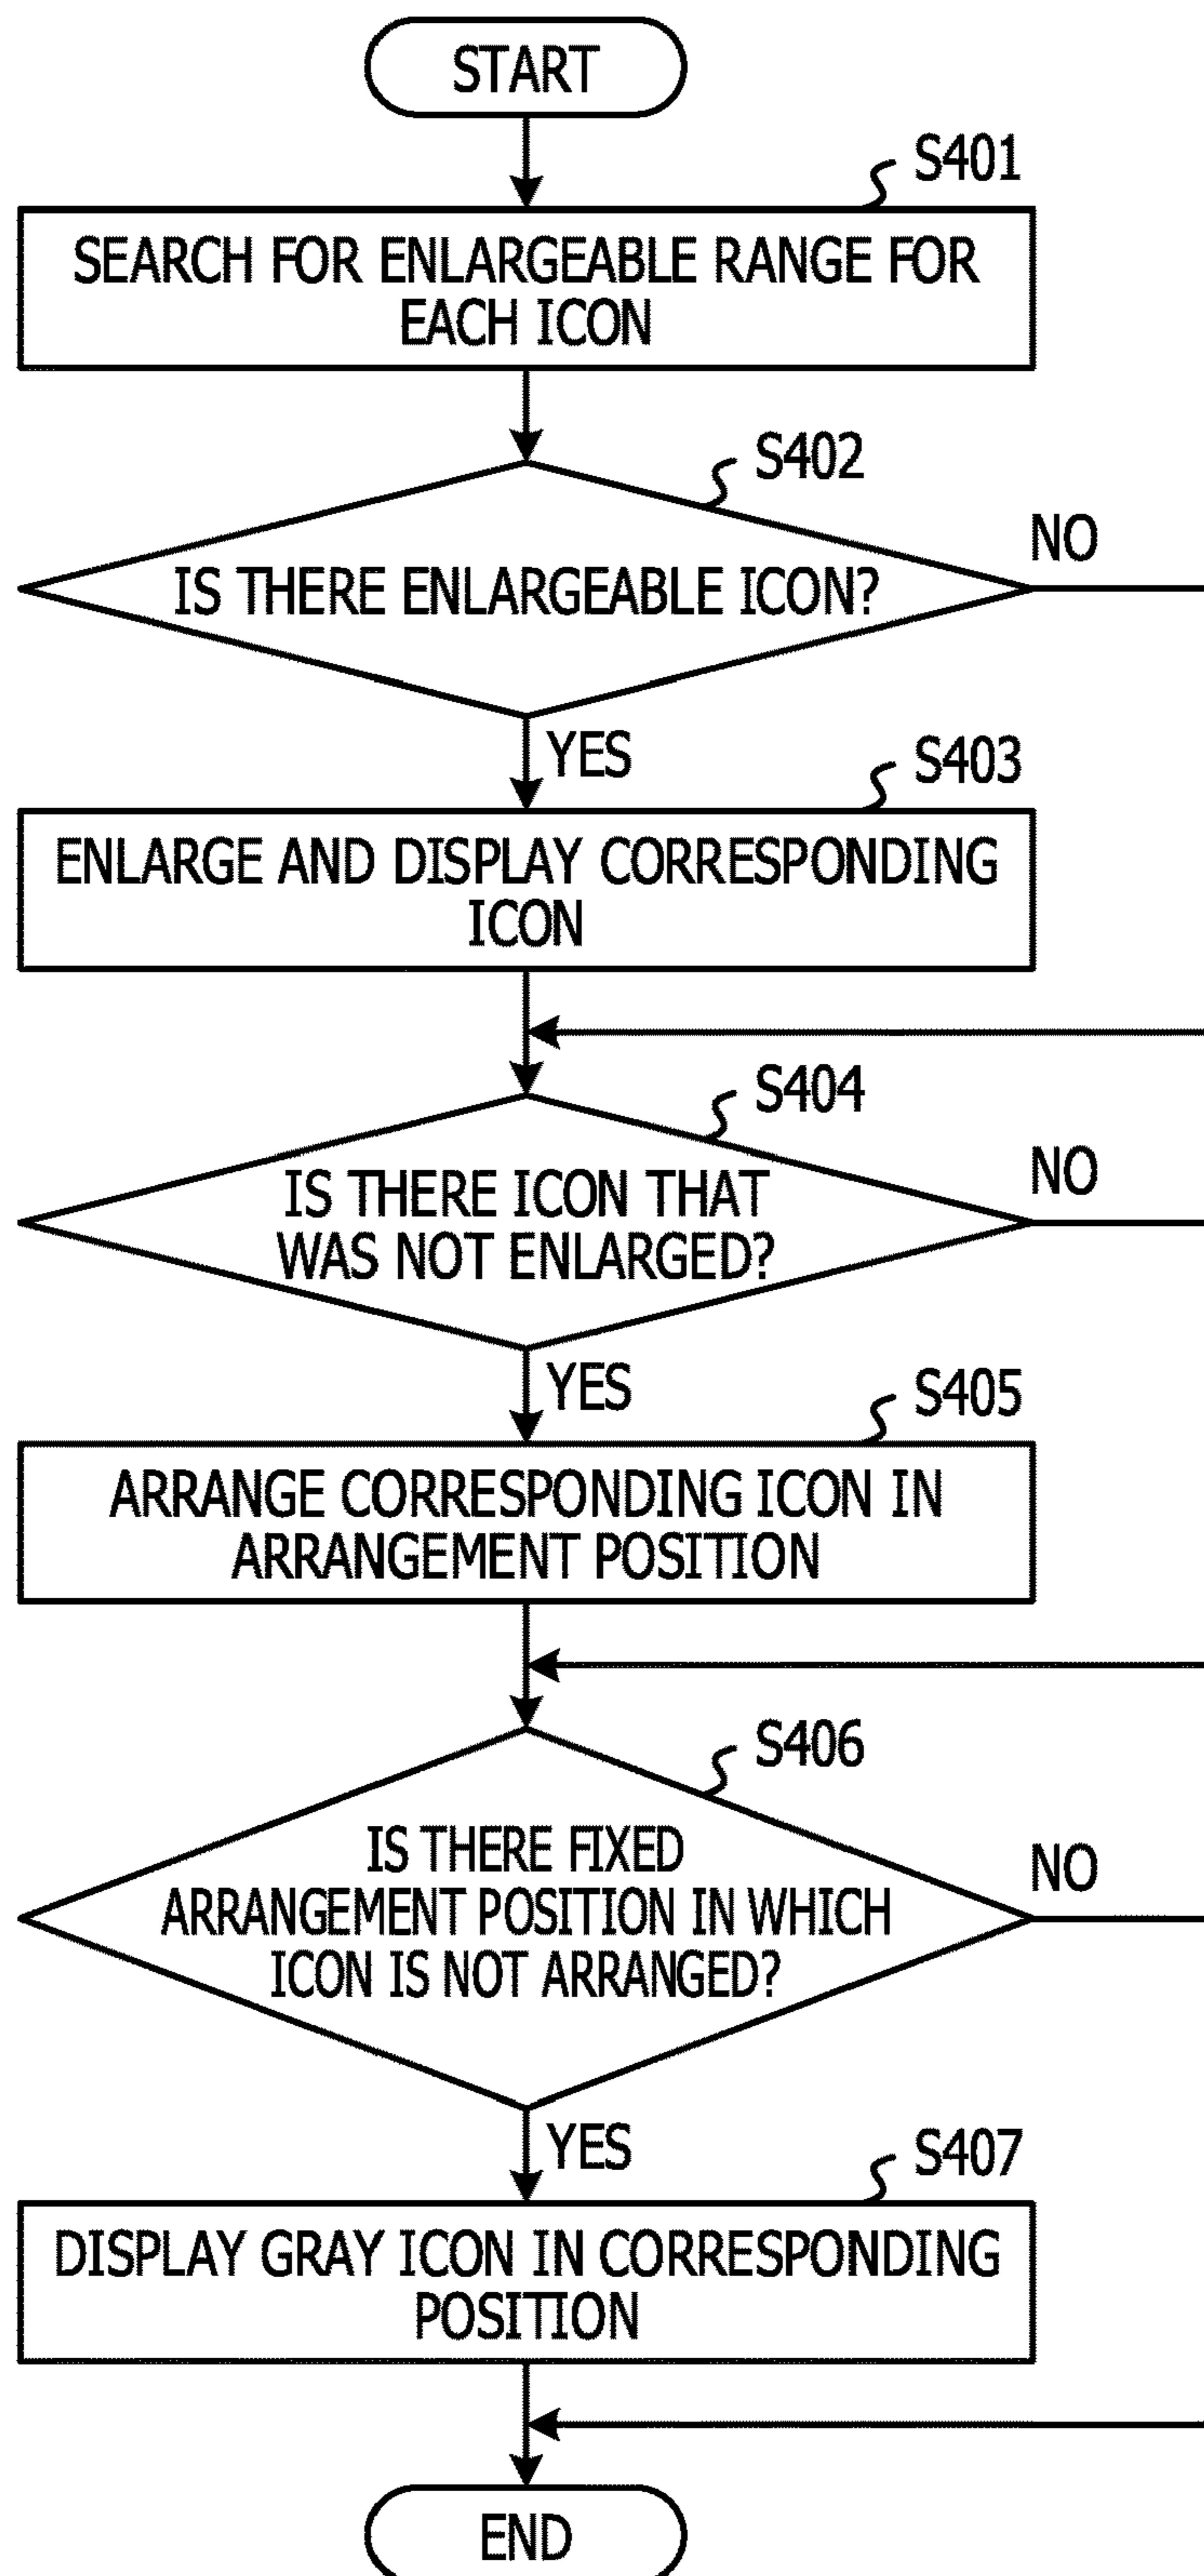 START
S401
SEARCH FOR ENLARGEABLE RANGE FOR
EACH ICON
S402
NO
IS THERE ENLARGEABLE ICON?
YES
S403
ENLARGE AND DISPLAY CORRESPONDING
ICON
S404
NO
IS THERE ICON THAT
WAS NOT ENLARGED?
YES
S405
ARRANGE CORRESPONDING ICON IN
ARRANGEMENT POSITION
S406
IS THERE FIXED
NO
ARRANGEMENT POSITION IN WHICH
ICON IS NOT ARRANGED?
YES
S407
DISPLAY GRAY ICON IN CORRESPONDING
POSITION
END